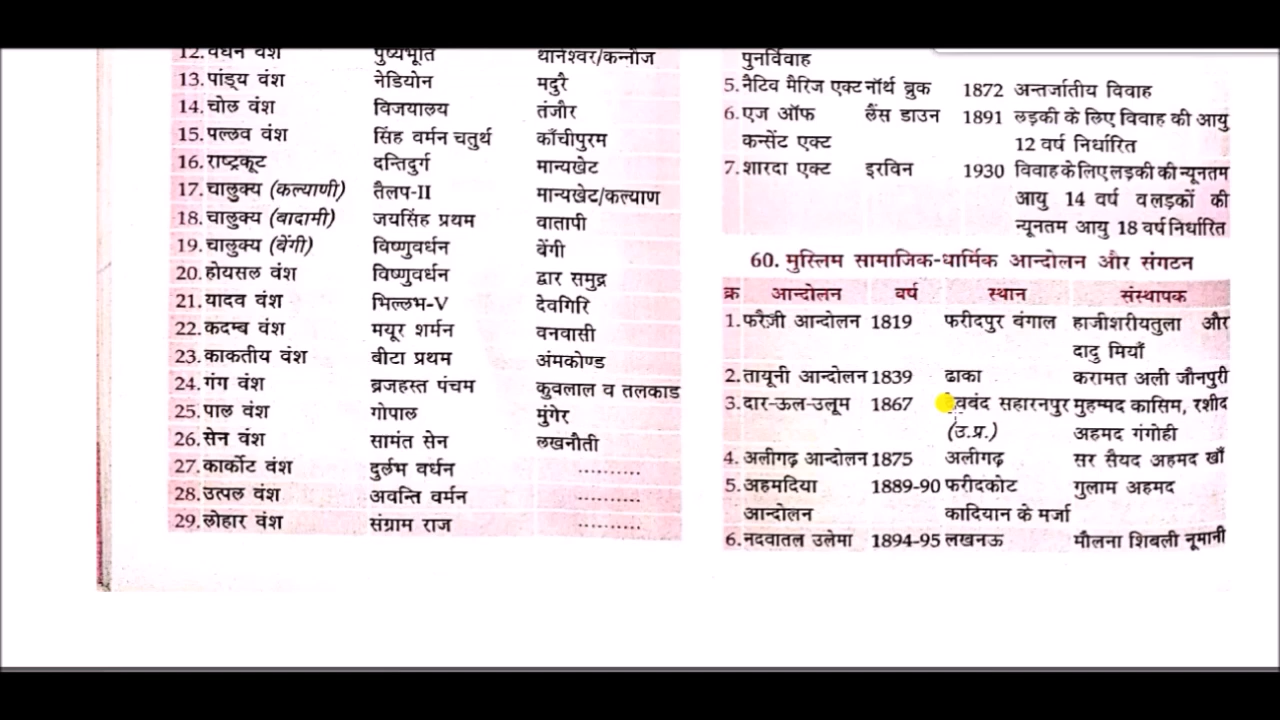 12. वर्धन वंश पुष्यभूति थानेश्वर/कन्नौज
13. पांड्य वंश नेडियोन मदुरै
14. चोल वंश विजयालय तंजौर
15. पल्लव वंश सिंह वर्मन चतुर्थ काँचीपुरम
16. राष्ट्रकूट दन्तिदुर्ग मान्यखेट
17. चालुक्य (कल्याणी) तैलप-II मान्यखेट/कल्याण
18. चालुक्य (वादामी) जयसिंह प्रथम वातापी
19. चालुक्य (बेंगी) विष्णुवर्धन बेंगी
20. होयसल वंश विष्णुवर्धन द्वार समुद्र
21. यादव वंश भिल्लभ-V देवगिरि
22. कदम्ब वंश मयूर शर्मन वनवासी
23. काकतीय वंश बीटा प्रथम अंमकोण्ड
24. गंग वंश ब्रजहस्त पंचम कुवलाल व तलकाड
25. पाल वंश गोपाल मुंगेर
26. सेन वंश सामंत सेन लखनौती
27. कार्कोट वंश दुर्लभ वर्धन ...........
28. उत्पल वंश अवन्ति वर्मन ...........
29. लोहार वंश संग्राम राज ...........
पुनर्विवाह
5. नैटिव मैरिज एक्ट नॉर्थ ब्रुक 1872 अन्तर्जातीय विवाह
6. एज ऑफ लैंस डाउन 1891 लड़की के लिए विवाह की आयु
कन्सेंट एक्ट 12 वर्ष निर्धारित
7. शारदा एक्ट इरविन 1930 विवाह के लिए लड़की की न्यूनतम
आयु 14 वर्ष व लड़कों की
न्यूनतम आयु 18 वर्ष निर्धारित
60. मुस्लिम सामाजिक-धार्मिक आन्दोलन और संगटन
क्र आन्दोलन वर्ष स्थान संस्थापक
1. फरैज़ी आन्दोलन 1819 फरीदपुर बंगाल हाजीशरीयतुला और
दादु मियाँ
2. तायूनी आन्दोलन 1839 ढाका करामत अली जौनपुरी
3. दार-ऊल-उलूम 1867 सहारनपुर मुहम्मद कासिम, रशीद
(उ.प्र.) अहमद गंगोही
4. अलीगढ़ आन्दोलन 1875 अलीगढ़ सर सैयद अहमद खाँ
5. अहमदिया 1889-90 फरीदकोट गुलाम अहमद
आन्दोलन कादियान के मर्जा
6. नदवातल उलेमा 1894-95 लखनऊ मौलना शिबली नूमानी